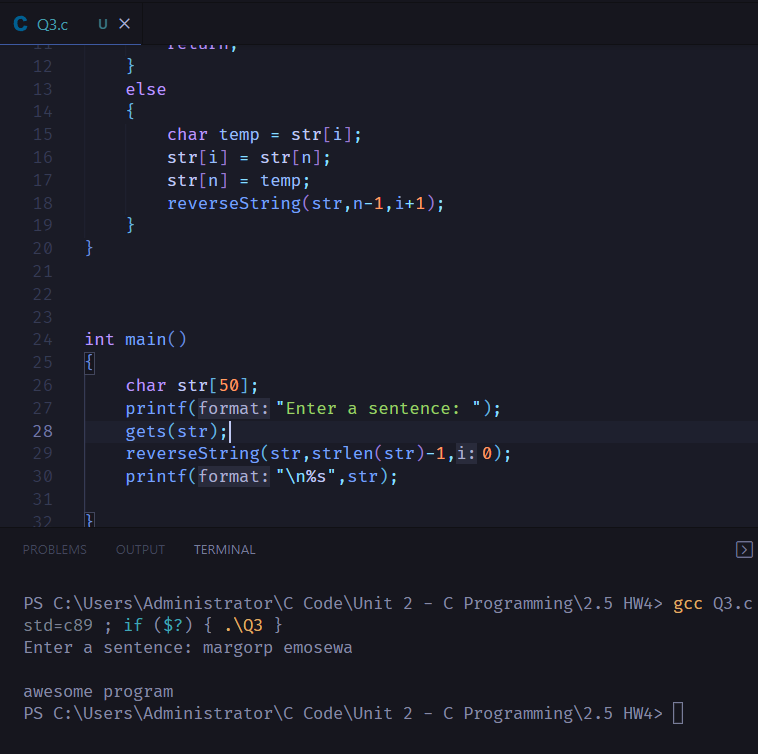 Q3.c U
11 return;
12 }
13 else
14 {
15 char temp = str[i];
16 str[i] = str[n];
17 str[n] = temp;
18 reverseString(str,n-1,i+1);
19 }
20 }
21
22
23
24 int main()
25 {
26 char str[50];
27 printf(format: "Enter a sentence: ");
28 gets(str);
29 reverseString(str,strlen(str)-1,i: 0);
30 printf(format: "\n%s",str);
31
32 }
PROBLEMS OUTPUT TERMINAL
PS C:\Users\Administrator\C Code\Unit 2 - C Programming\2.5 HW4> gcc Q3.c
std=c89 ; if ($?) { .\Q3 }
Enter a sentence: margorp emosewa
awesome program
PS C:\Users\Administrator\C Code\Unit 2 - C Programming\2.5 HW4>